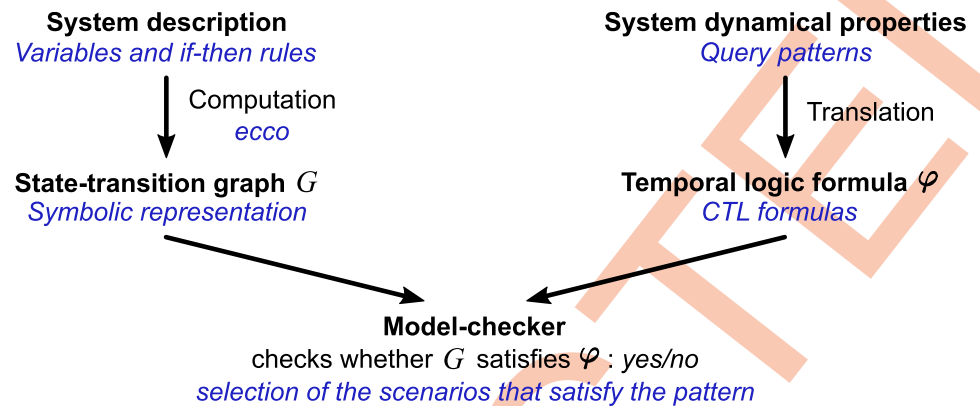 System description
Variables and if-then rules
System dynamical properties
Query patterns
Computation
ecco
Translation
State-transition graph G
Symbolic representation
Temporal logic formula φ
CTL formulas
Model-checker
checks whether G satisfies φ : yes/no
selection of the scenarios that satisfy the pattern